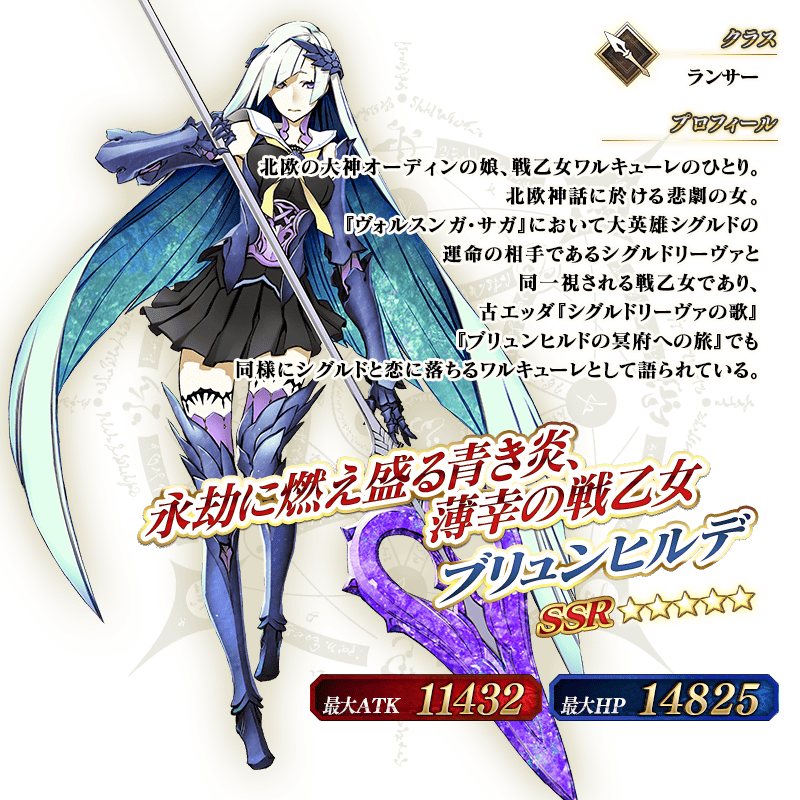 クラス
ランサー
プロフィール
北欧の大神オーディンの娘、戦乙女ワルキューレのひとり。
北欧神話に於ける悲劇の女。
『ヴォルスンガ・サガ』において大英雄シグルドの
運命の相手であるシグルドリーヴァと
同一視される戦乙女であり、
古エッダ『シグルドリーヴァの歌』
『ブリュンヒルドの冥府への旅』でも
同様にシグルドと恋に落ちるワルキューレとして語られている。
永劫に燃え盛る青き炎、
薄幸の戦乙女
ブリュンヒルデ
SSR ☆☆☆☆☆
最大ATK 11432
最大HP 14825